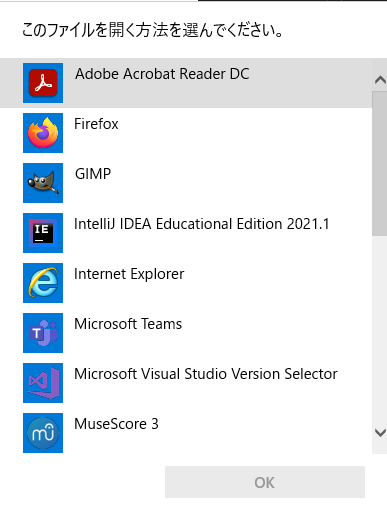 このファイルを開く方法を選んでください。
Adobe Acrobat Reader DC
Firefox
GIMP
IntelliJ IDEA Educational Edition 2021.1
IE
Internet Explorer
Microsoft Teams
Microsoft Visual Studio Version Selector
MuseScore 3
OK